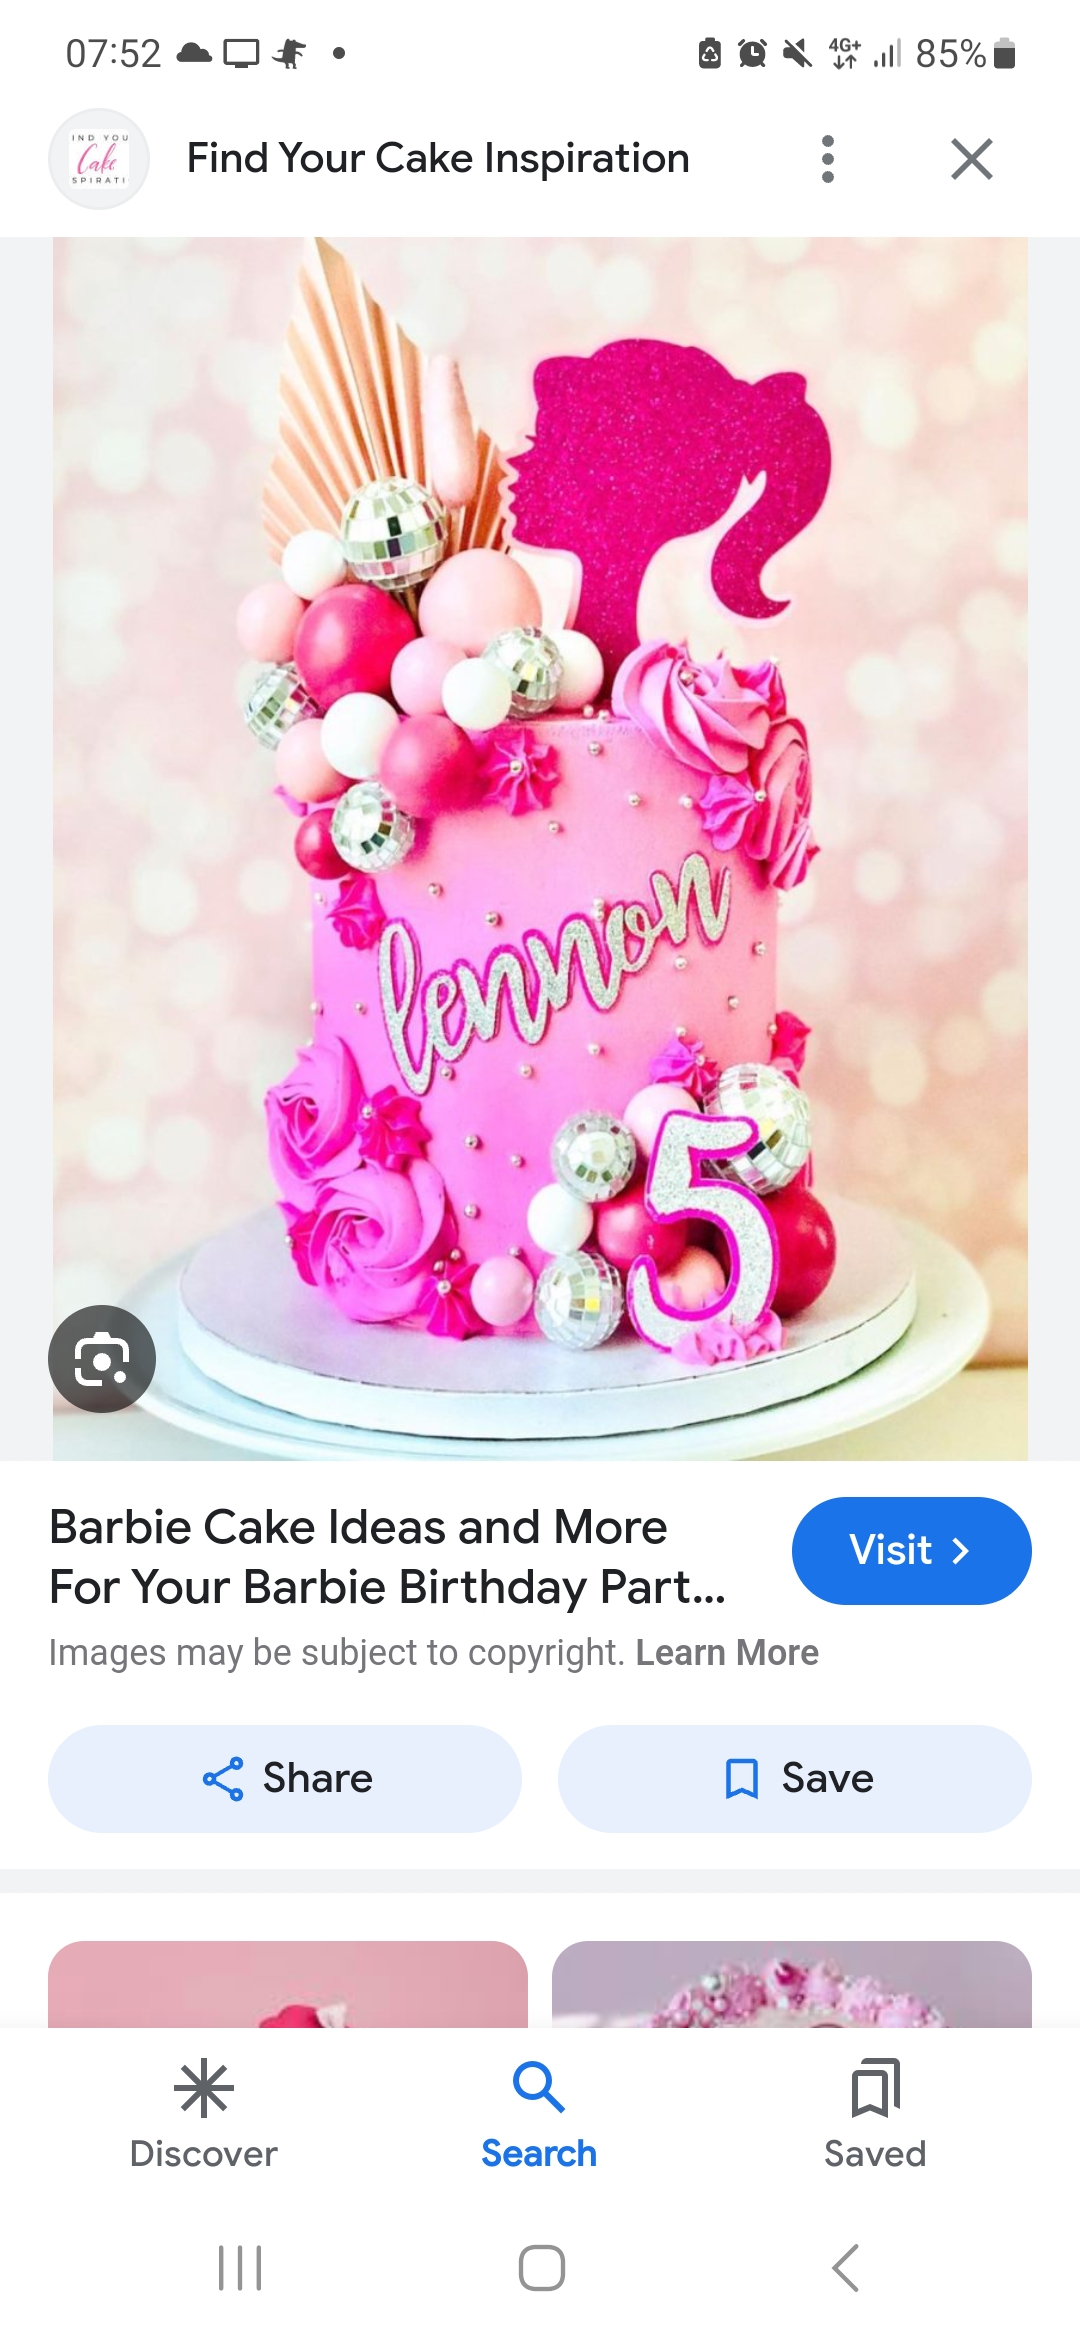 07:52
4G+
85%
IND YOU
Cake
SPIRATI
Find Your Cake Inspiration
lennon
5
Barbie Cake Ideas and More
For Your Barbie Birthday Part...
Visit
Images may be subject to copyright. Learn More
Share
Save
Discover
Search
Saved